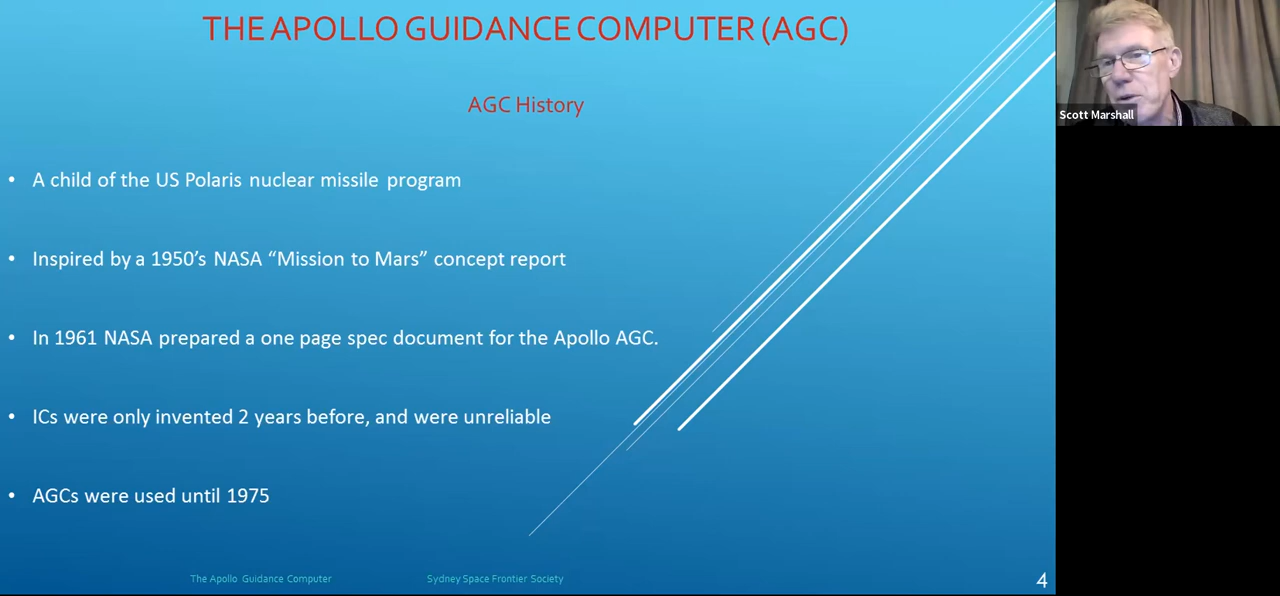 THE APOLLO GUIDANCE COMPUTER (AGC)
AGC History
• A child of the US Polaris nuclear missile program
• Inspired by a 1950’s NASA “Mission to Mars” concept report
• In 1961 NASA prepared a one page spec document for the Apollo AGC.
• ICs were only invented 2 years before, and were unreliable
• AGCs were used until 1975
The Apollo Guidance Computer
Sydney Space Frontier Society
4
Scott Marshall